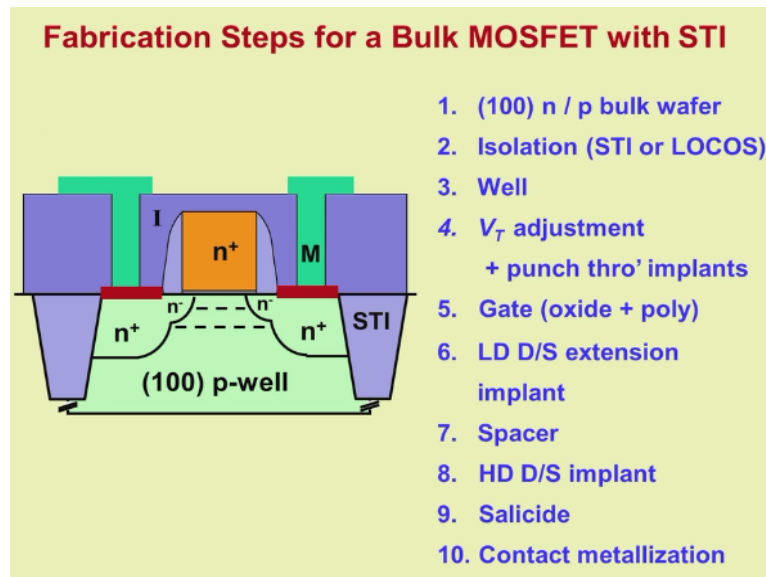 Fabrication Steps for a Bulk MOSFET with STI
1. (100) n / p bulk wafer
2. Isolation (STI or LOCOS)
3. Well
4. V_T adjustment
+ punch thro' implants
5. Gate (oxide + poly)
6. LD D/S extension
implant
7. Spacer
8. HD D/S implant
9. Salicide
10. Contact metallization
I
n⁺
M
n⁻
n⁻
n⁺
n⁺
STI
(100) p-well